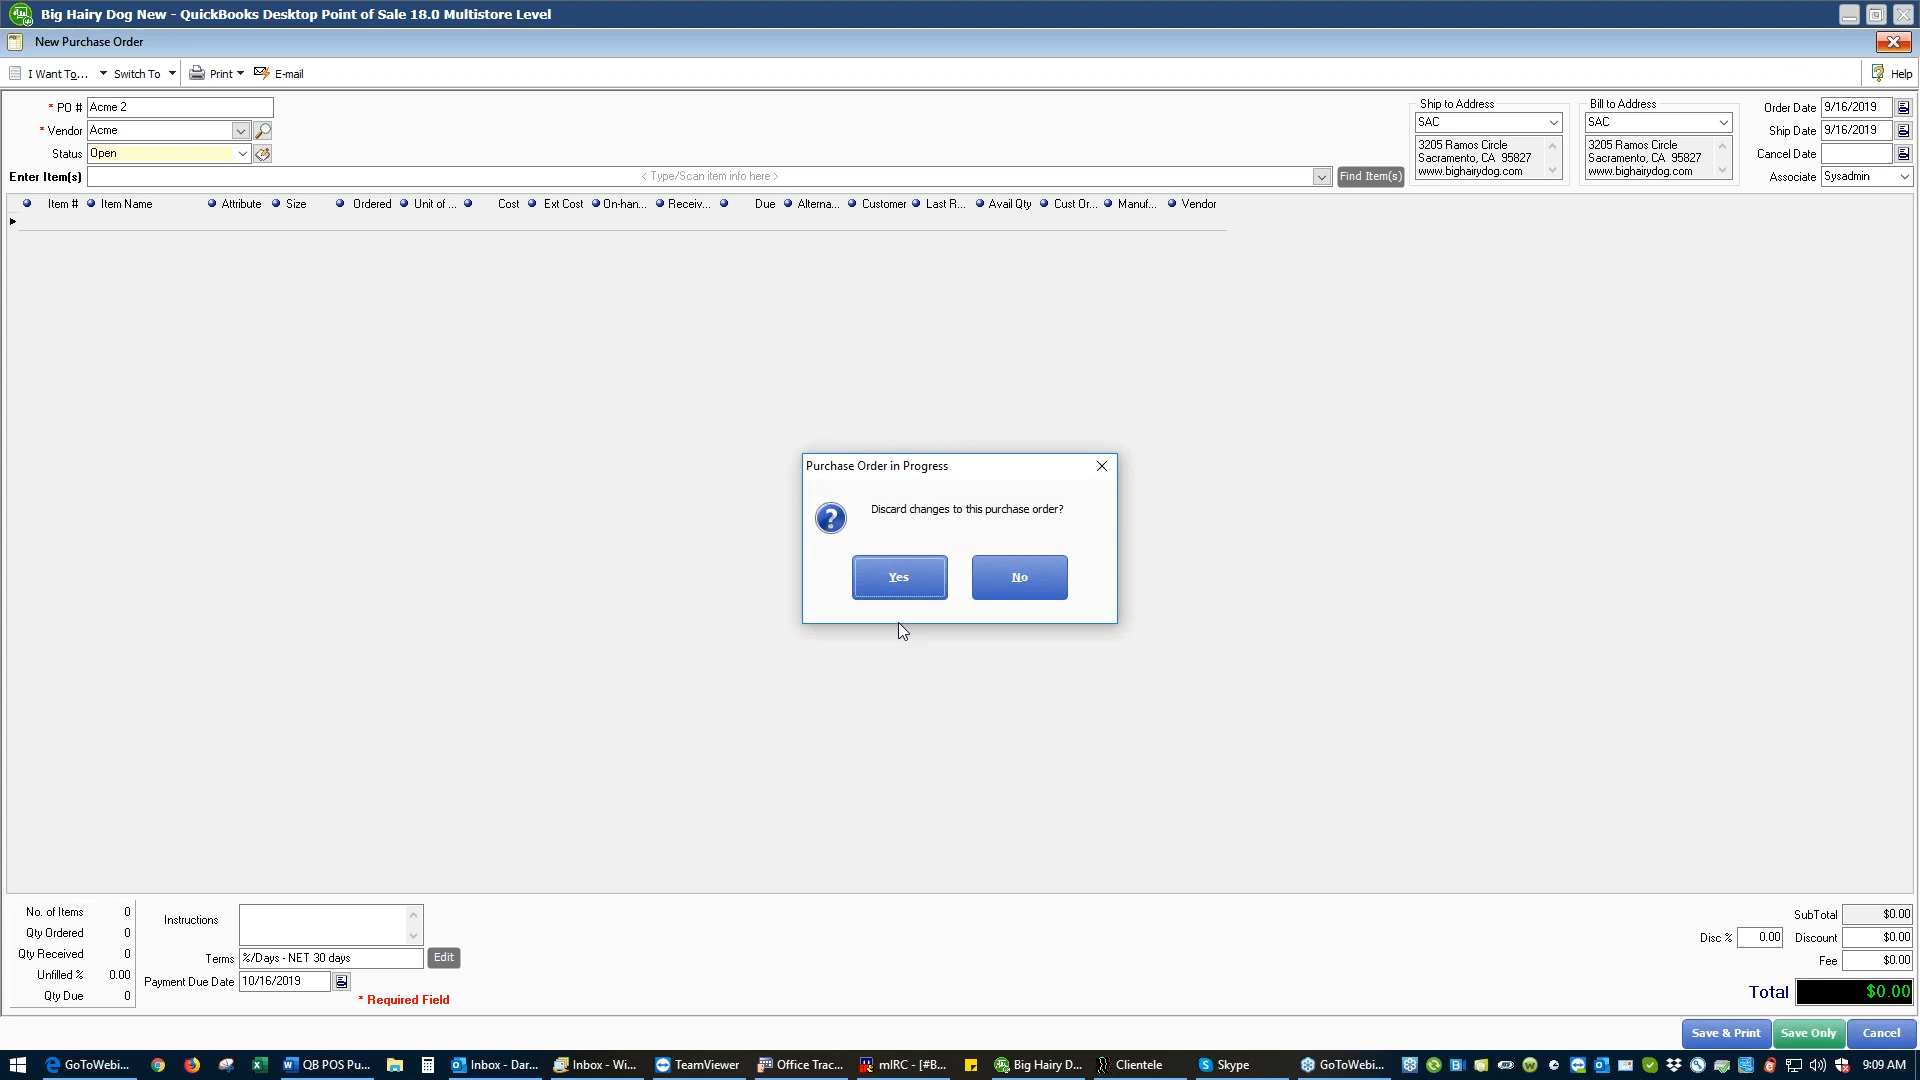 Big Hairy Dog New - QuickBooks Desktop Point of Sale 18.0 Multistore Level
New Purchase Order
I Want To... Switch To Print E-mail Help
* PO # Acme 2
* Vendor Acme
Status Open
Enter Item(s) < Type/Scan item info here > Find Item(s)
Ship to Address
SAC
3205 Ramos Circle
Sacramento, CA 95827
www.bighairydog.com
Bill to Address
SAC
3205 Ramos Circle
Sacramento, CA 95827
www.bighairydog.com
Order Date 9/16/2019
Ship Date 9/16/2019
Cancel Date
Associate Sysadmin
Item # Item Name Attribute Size Ordered Unit of ... Cost Ext Cost On-han... Receiv... Due Alterna... Customer Last R... Avail Qty Cust Or... Manuf... Vendor
Purchase Order in Progress
Discard changes to this purchase order?
Yes No
No. of Items 0
Qty Ordered 0
Qty Received 0
Unfilled % 0.00
Qty Due 0
Instructions
Terms %/Days - NET 30 days Edit
Payment Due Date 10/16/2019
* Required Field
SubTotal $0.00
Disc % 0.00 Discount $0.00
Fee $0.00
Total $0.00
Save & Print Save Only Cancel
GoToWebi... QB POS Pu... Inbox - Dar... Inbox - Wi... TeamViewer Office Trac... mIRC - [#B... Big Hairy D... Clientele Skype GoToWebi... 9:09 AM